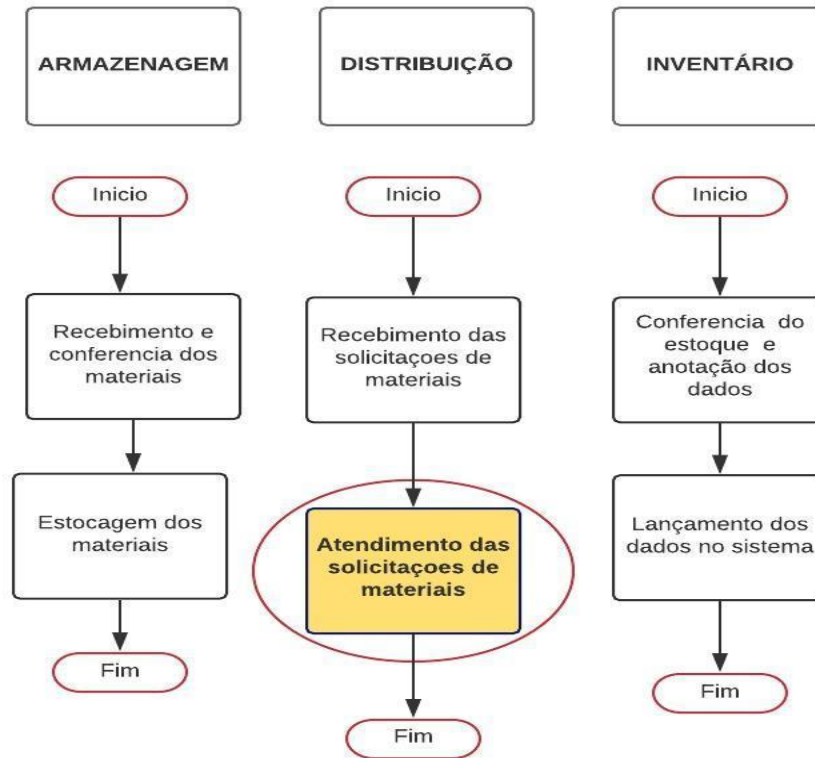 ARMAZENAGEM
DISTRIBUIÇÃO
INVENTÁRIO
Inicio
Recebimento e
conferencia dos
materiais
Estocagem dos
materiais
Fim
Inicio
Recebimento das
solicitaçoes de
materiais
Atendimento das
solicitaçoes de
materiais
Fim
Inicio
Conferencia do
estoque e
anotação dos
dados
Lançamento dos
dados no sistema
Fim